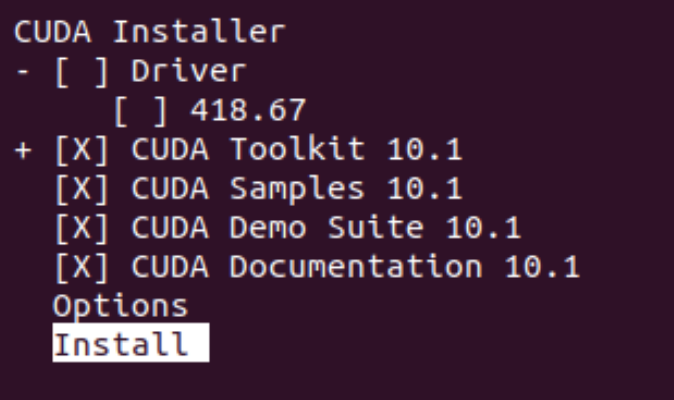 CUDA Installer
- [ ] Driver
[ ] 418.67
+ [X] CUDA Toolkit 10.1
[X] CUDA Samples 10.1
[X] CUDA Demo Suite 10.1
[X] CUDA Documentation 10.1
Options
Install